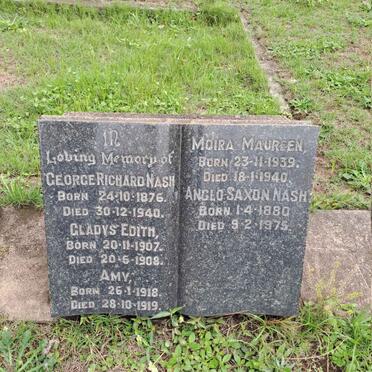 In
Loving Memory of
George Richard Nash
Born 24·10·1876.
Died 30·12·1940.
Gladys Edith,
Born 20·11·1907.
Died 20·6·1908.
Amy,
Born 26·1·1918.
Died 28·10·1919.
Moira Maureen,
Born 23·11·1939.
Died 18·1·1940.
Anglo Saxon Nash
Born 1·4·1880
Died 9·2·1975.